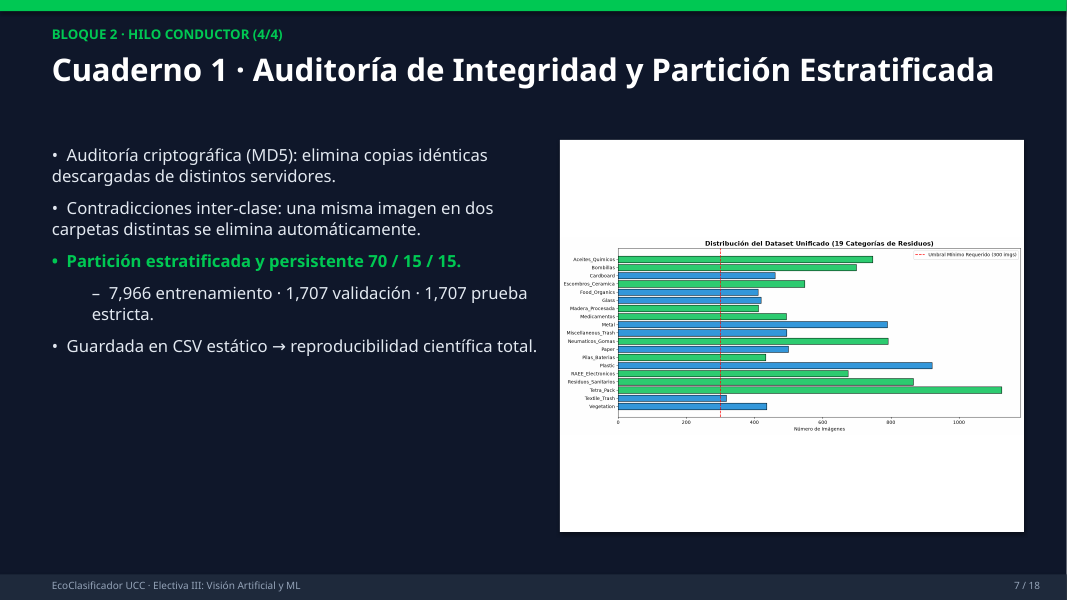 BLOQUE 2 · HILO CONDUCTOR (4/4)
Cuaderno 1 · Auditoría de Integridad y Partición Estratificada
• Auditoría criptográfica (MD5): elimina copias idénticas
descargadas de distintos servidores.
• Contradicciones inter-clase: una misma imagen en dos
carpetas distintas se elimina automáticamente.
• Partición estratificada y persistente 70 / 15 / 15.
– 7,966 entrenamiento · 1,707 validación · 1,707 prueba
estricta.
• Guardada en CSV estático → reproducibilidad científica total.
Distribución del Dataset Unificado (19 Categorías de Residuos)
Umbral Mínimo Requerido (300 imgs)
Aceites_Quimicos
Bombillas
Cardboard
Escombros_Ceramica
Food_Organics
Glass
Madera_Procesada
Medicamentos
Metal
Miscellaneous_Trash
Neumaticos_Gomas
Paper
Pilas_Baterias
Plastic
RAEE_Electronicos
Residuos_Sanitarios
Tetra_Pack
Textile_Trash
Vegetation
0 200 400 600 800 1000
Número de Imágenes
EcoClasificador UCC · Electiva III: Visión Artificial y ML
7 / 18